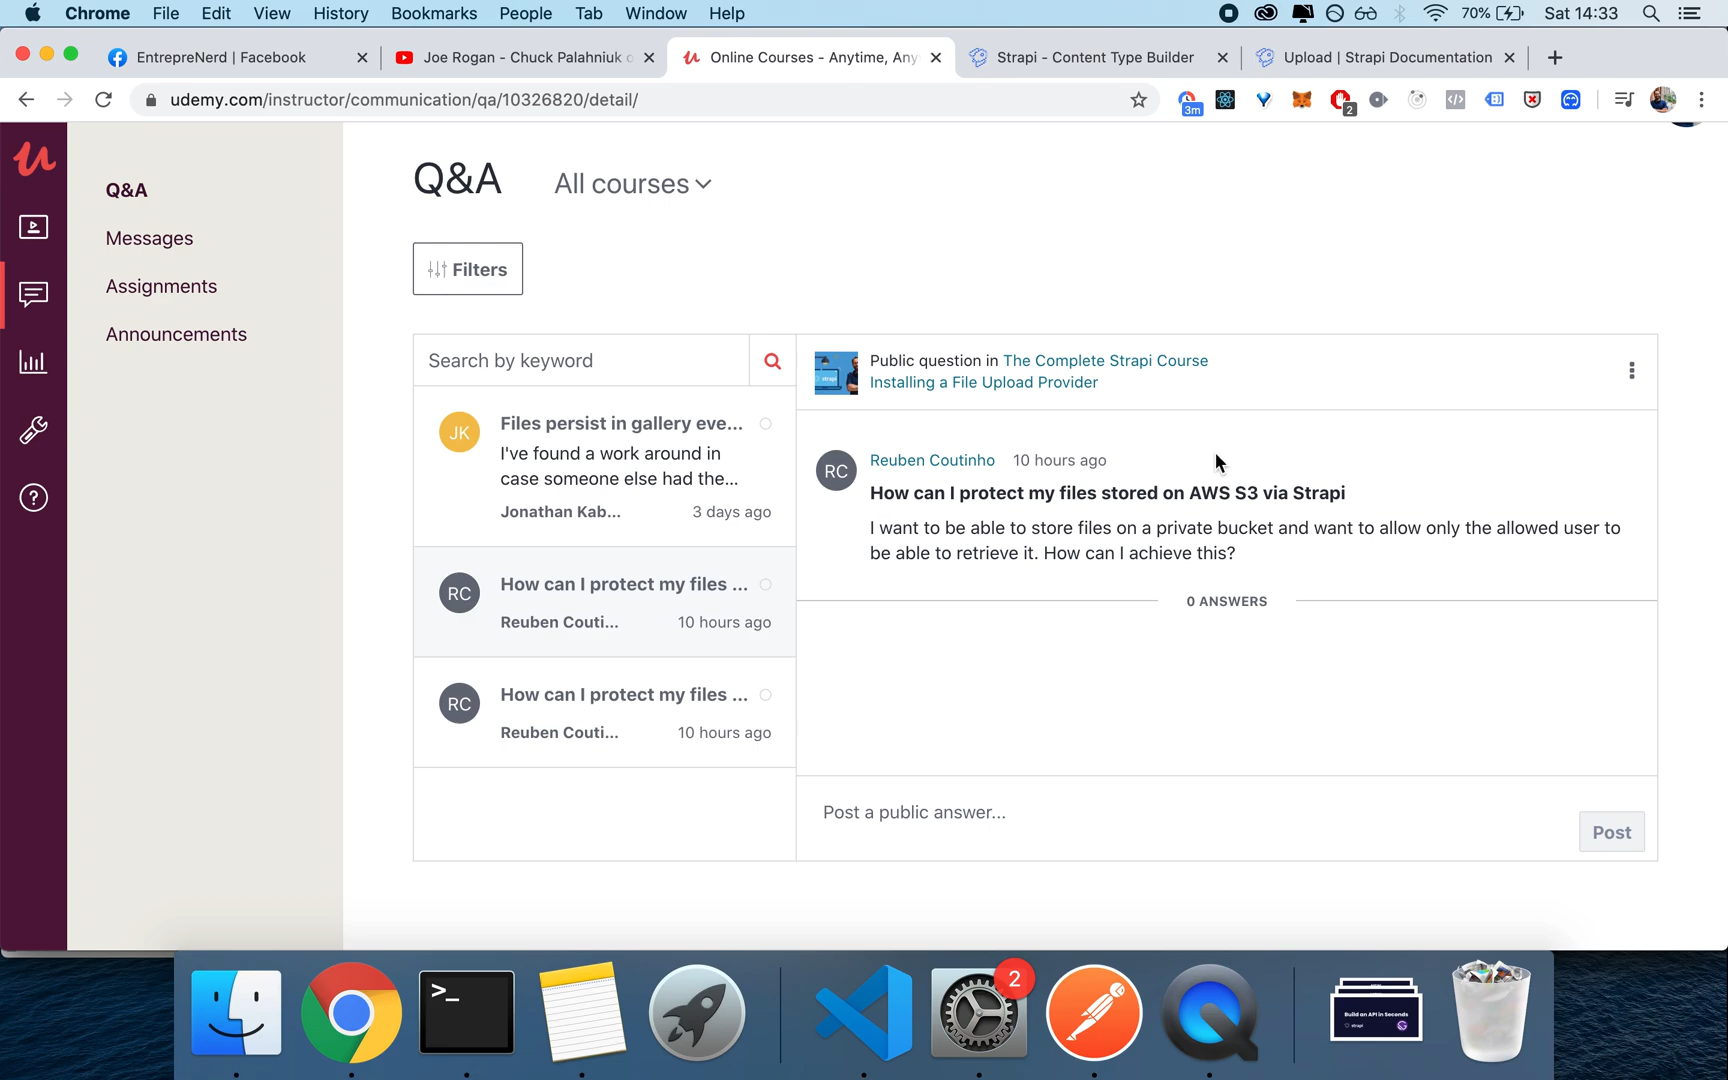 Chrome File Edit View History Bookmarks People Tab Window Help
70% Sat 14:33
EntrepreNerd | Facebook
Joe Rogan - Chuck Palahniuk
Online Courses - Anytime, Any
Strapi - Content Type Builder
Upload | Strapi Documentation
udemy.com/instructor/communication/qa/10326820/detail/
3m
2
Q&A
Messages
Assignments
Announcements
Q&A All courses
Filters
Search by keyword
JK
Files persist in gallery eve...
I've found a work around in
case someone else had the...
Jonathan Kab... 3 days ago
RC
How can I protect my files ...
Reuben Couti... 10 hours ago
RC
How can I protect my files ...
Reuben Couti... 10 hours ago
strapi
Public question in The Complete Strapi Course
Installing a File Upload Provider
RC
Reuben Coutinho 10 hours ago
How can I protect my files stored on AWS S3 via Strapi
I want to be able to store files on a private bucket and want to allow only the allowed user to
be able to retrieve it. How can I achieve this?
0 ANSWERS
Post a public answer...
Post
2
Build an API in Seconds
strapi